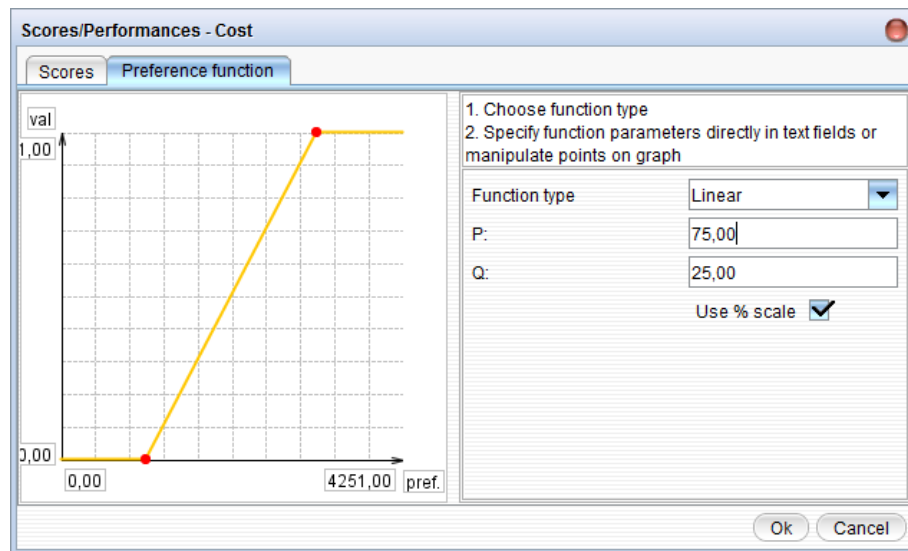 Scores/Performances - Cost
Scores
Preference function
val
1,00
0,00
0,00
4251,00
pref.
1. Choose function type
2. Specify function parameters directly in text fields or
manipulate points on graph
Function type
Linear
P:
75,00
Q:
25,00
Use % scale
Ok
Cancel